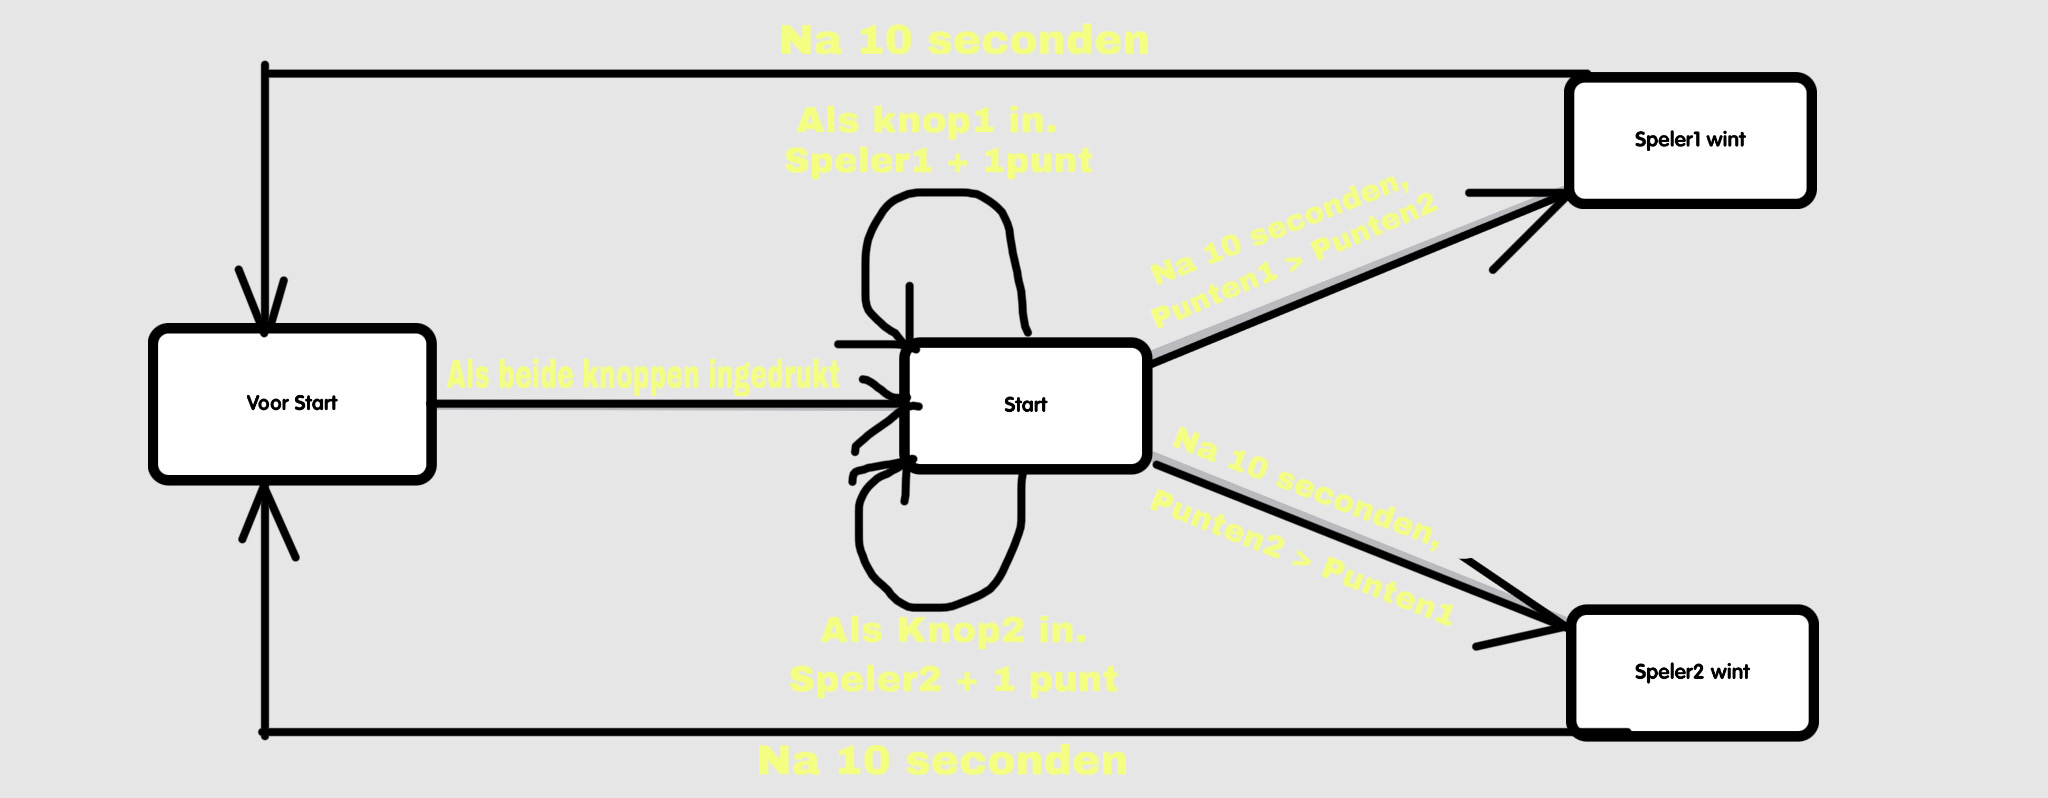 Na 10 seconden
Als knop1 in.
Speler1 + 1punt
Speler1 wint
Na 10 seconden,
Punten1 > Punten2
Als beide knoppen ingedrukt
Voor Start
Start
Na 10 seconden,
Punten2 > Punten1
Als Knop2 in.
Speler2 + 1 punt
Speler2 wint
Na 10 seconden